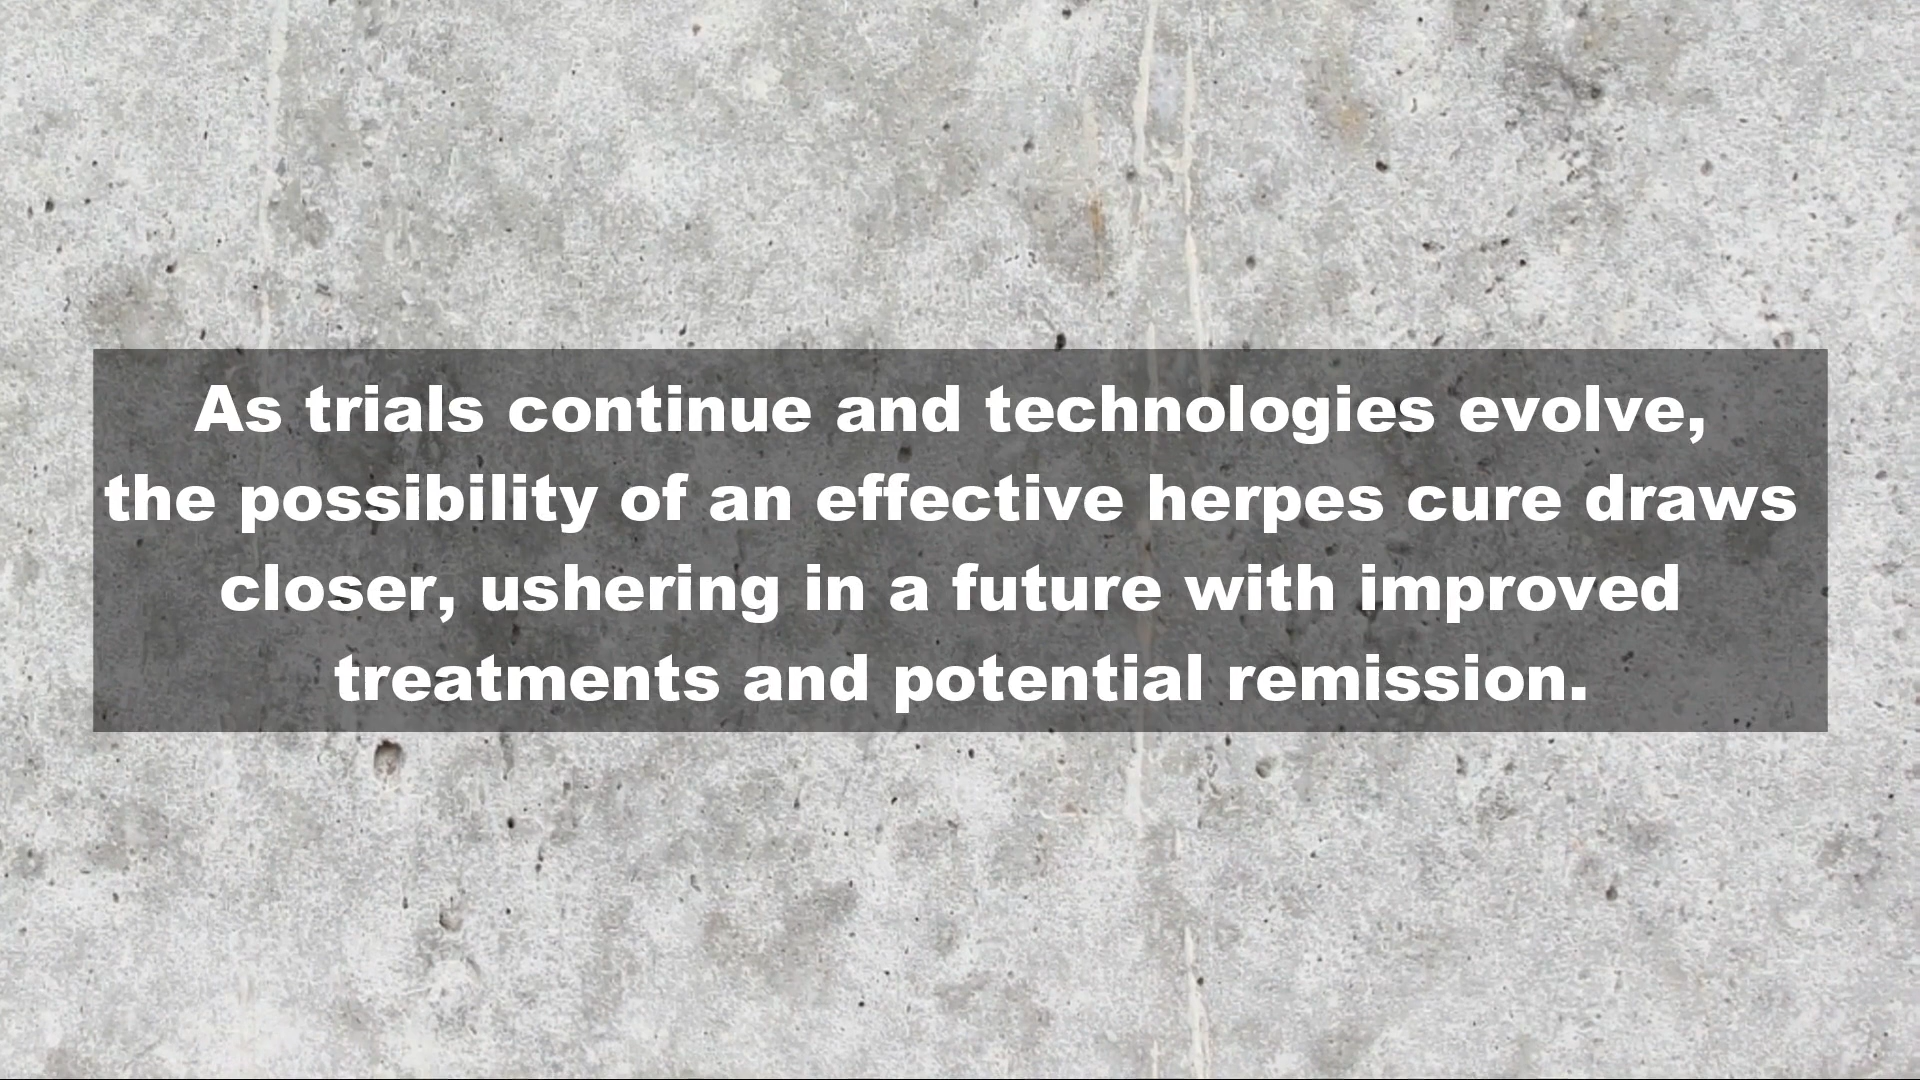 As trials continue and technologies evolve,
the possibility of an effective herpes cure draws
closer, ushering in a future with improved
treatments and potential remission.